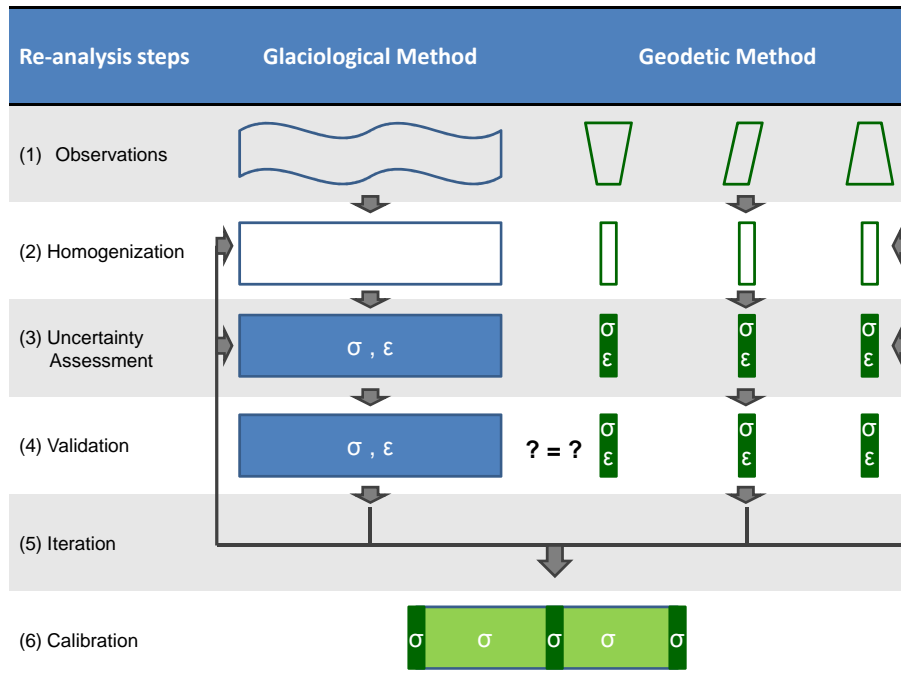 Re-analysis steps Glaciological Method Geodetic Method
(1) Observations
(2) Homogenization
(3) Uncertainty
Assessment
σ , ε
σ
ε
σ
ε
σ
ε
(4) Validation
σ , ε
? = ?
σ
ε
σ
ε
σ
ε
(5) Iteration
(6) Calibration
σ σ σ σ σ